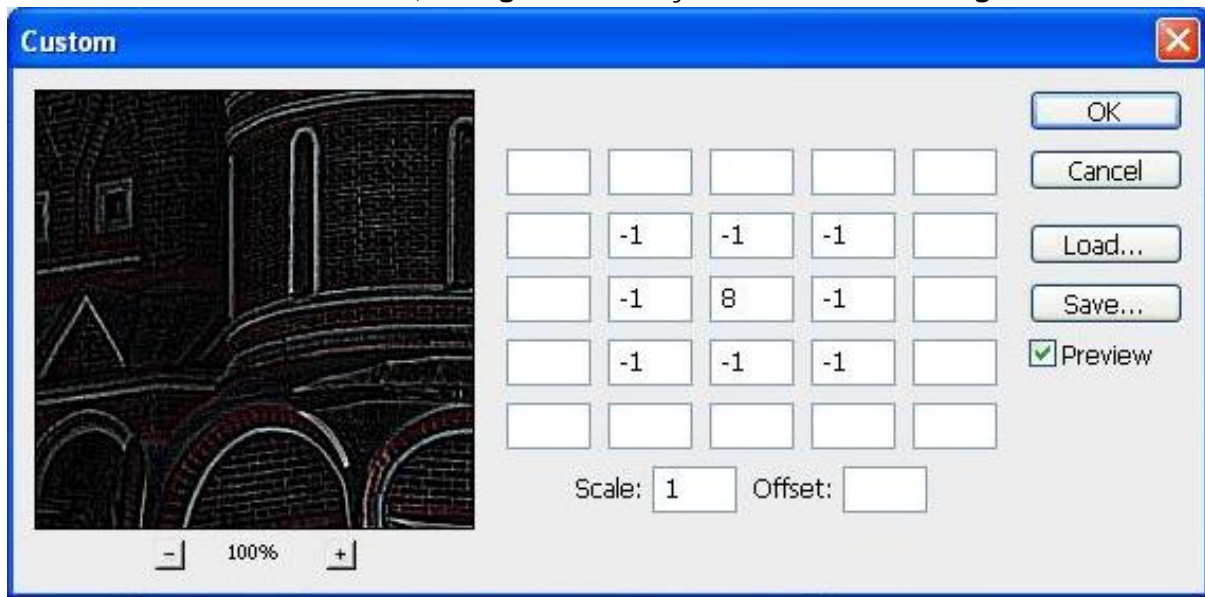 Custom
OK
Cancel
-1 -1 -1
Load...
-1 8 -1
Save...
-1 -1 -1
Preview
Scale: 1 Offset:
- 100% +